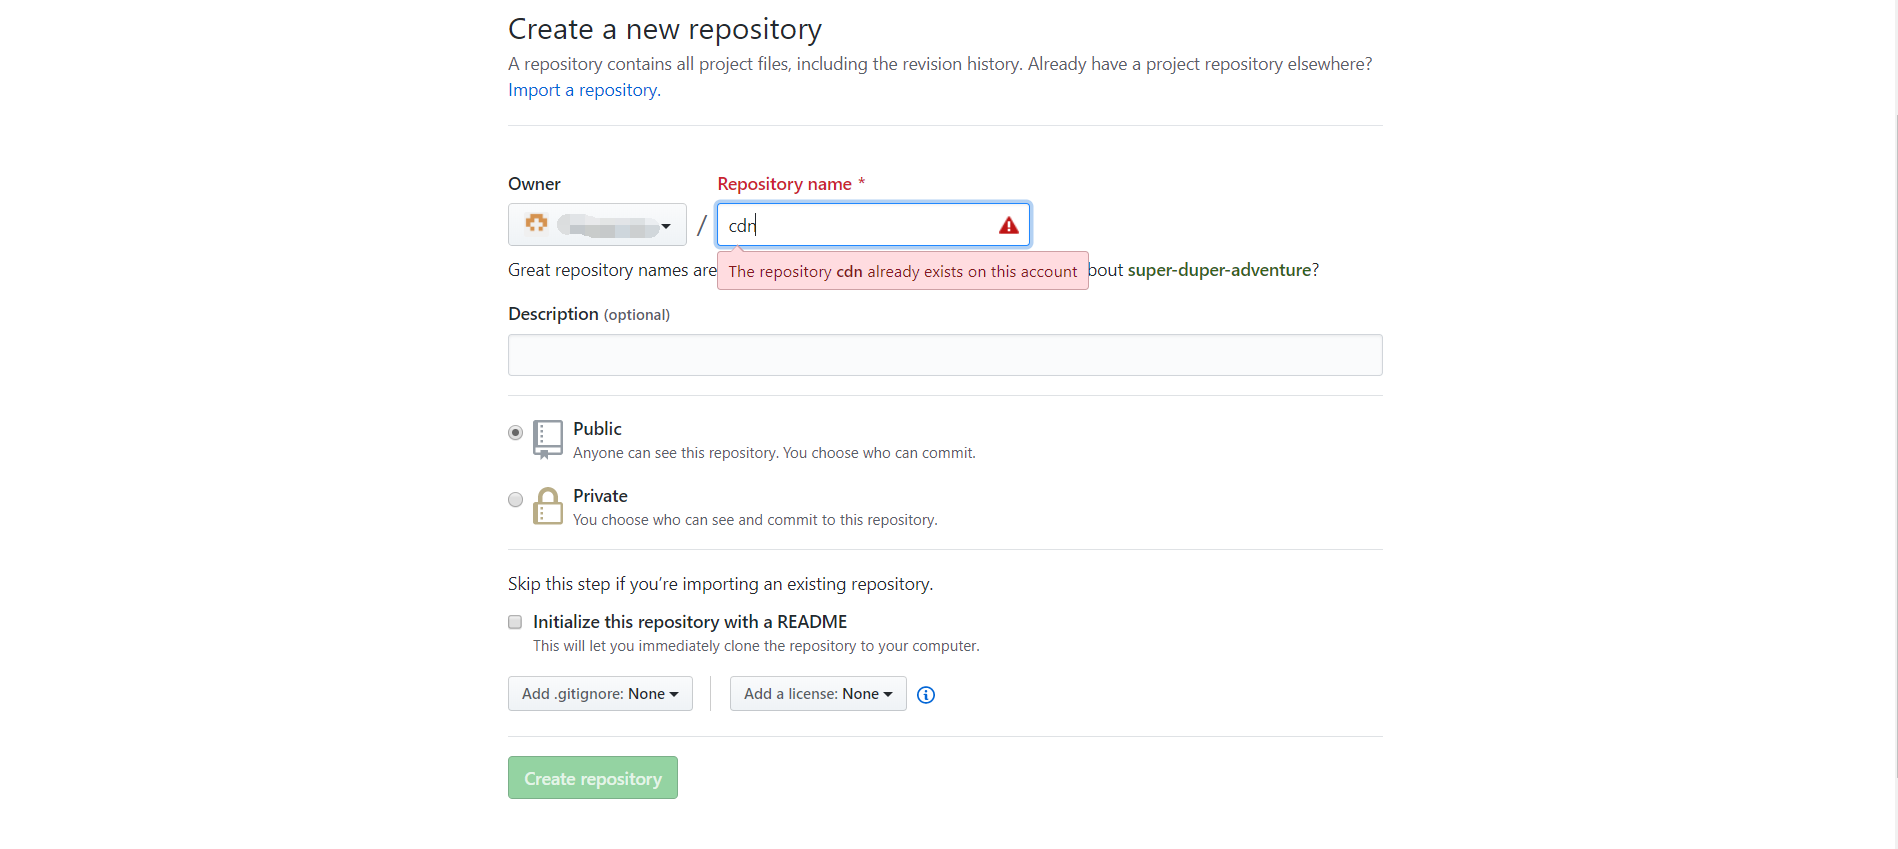 Create a new repository
A repository contains all project files, including the revision history. Already have a project repository elsewhere?
Import a repository.
Owner
Repository name *
/
cdn
Great repository names are
The repository cdn already exists on this account
bout super-duper-adventure?
Description (optional)
Public
Anyone can see this repository. You choose who can commit.
Private
You choose who can see and commit to this repository.
Skip this step if you’re importing an existing repository.
Initialize this repository with a README
This will let you immediately clone the repository to your computer.
Add .gitignore: None
Add a license: None
Create repository